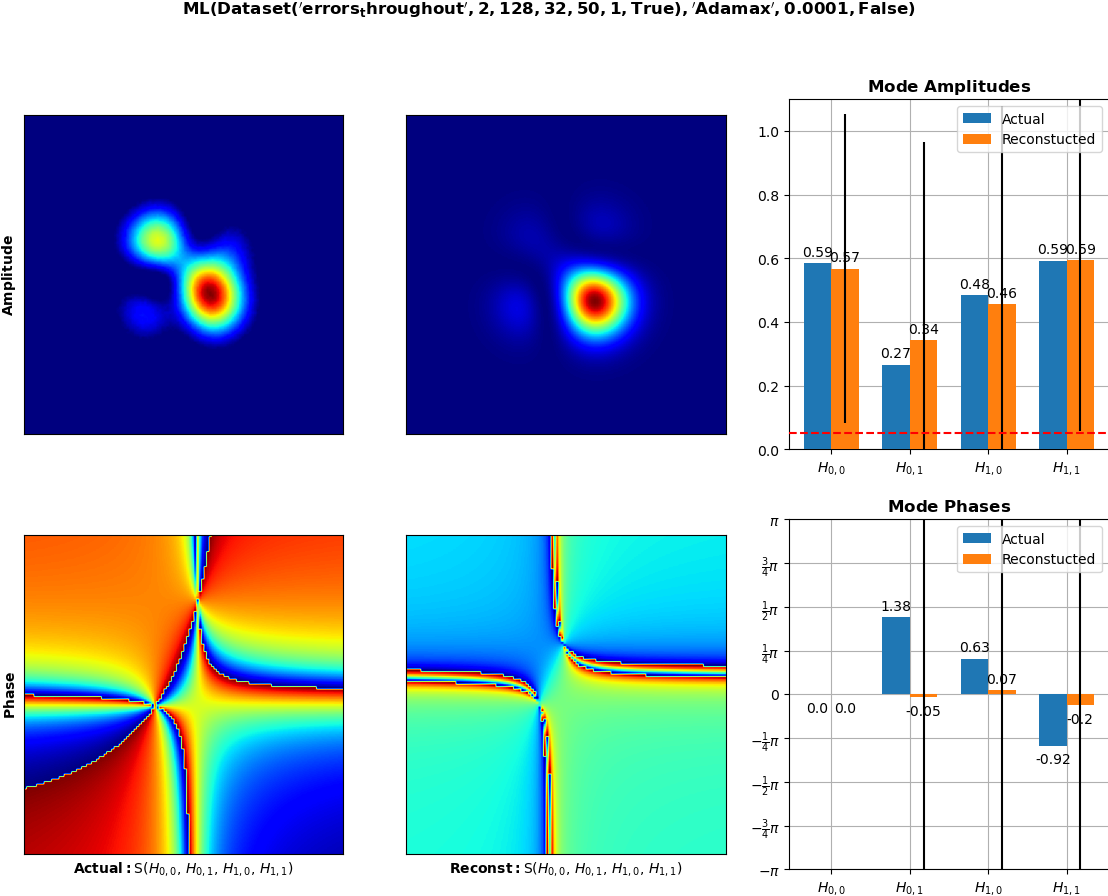 ML(Dataset('errors_throughout', 2, 128, 32, 50, 1, True), 'Adamax', 0.0001, False)
Amplitude
Mode Amplitudes
Actual
Reconstucted
1.0
0.8
0.6
0.4
0.2
0.0
0.59 0.57
0.27 0.34
0.48 0.46
0.59 0.59
H0,0 H0,1 H1,0 H1,1
Phase
Actual: S(H0,0, H0,1, H1,0, H1,1)
Reconst: S(H0,0, H0,1, H1,0, H1,1)
Mode Phases
Actual
Reconstucted
π
3/4π
1/2π
1/4π
0
−1/4π
−1/2π
−3/4π
−π
0.0 0.0
1.38 -0.05
0.63 0.07
-0.92 -0.2
H0,0 H0,1 H1,0 H1,1